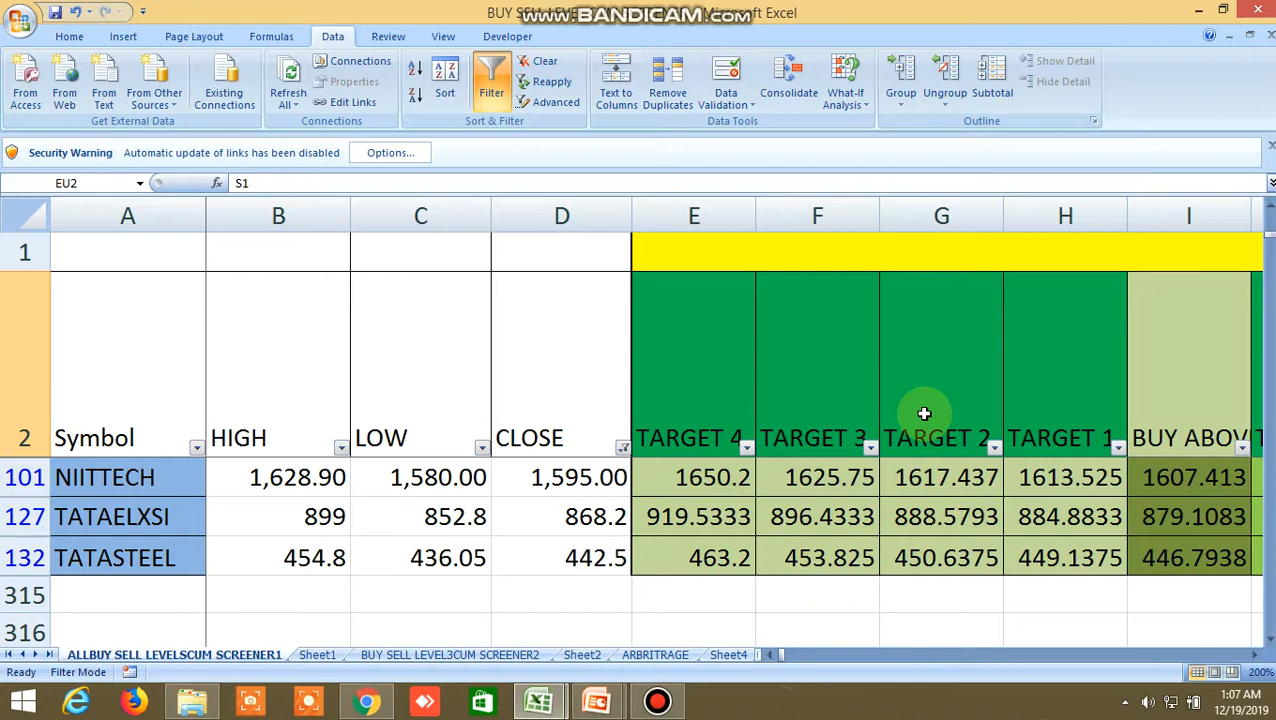 BUY SELL LEVEL
www.BANDICAM.com
Microsoft Excel
Home Insert Page Layout Formulas Data Review View Developer
From Access
From Web
From Text
From Other Sources
Existing Connections
Get External Data
Refresh All
Connections
Properties
Edit Links
Connections
Sort
Filter
Clear
Reapply
Advanced
Sort & Filter
Text to Columns
Remove Duplicates
Data Validation
Consolidate
What-If Analysis
Data Tools
Group
Ungroup
Subtotal
Show Detail
Hide Detail
Outline
Security Warning Automatic update of links has been disabled Options...
EU2 fx S1
A B C D E F G H I
1
2 Symbol HIGH LOW CLOSE TARGET 4 TARGET 3 TARGET 2 TARGET 1 BUY ABOV T
101 NIITTECH 1,628.90 1,580.00 1,595.00 1650.2 1625.75 1617.437 1613.525 1607.413
127 TATAELXSI 899 852.8 868.2 919.5333 896.4333 888.5793 884.8833 879.1083
132 TATASTEEL 454.8 436.05 442.5 463.2 453.825 450.6375 449.1375 446.7938
315
316
ALLBUY SELL LEVELSCUM SCREENER1 Sheet1 BUY SELL LEVEL3CUM SCREENER2 Sheet2 ARBRITRAGE Sheet4
Ready Filter Mode 200%
1:07 AM
12/19/2019